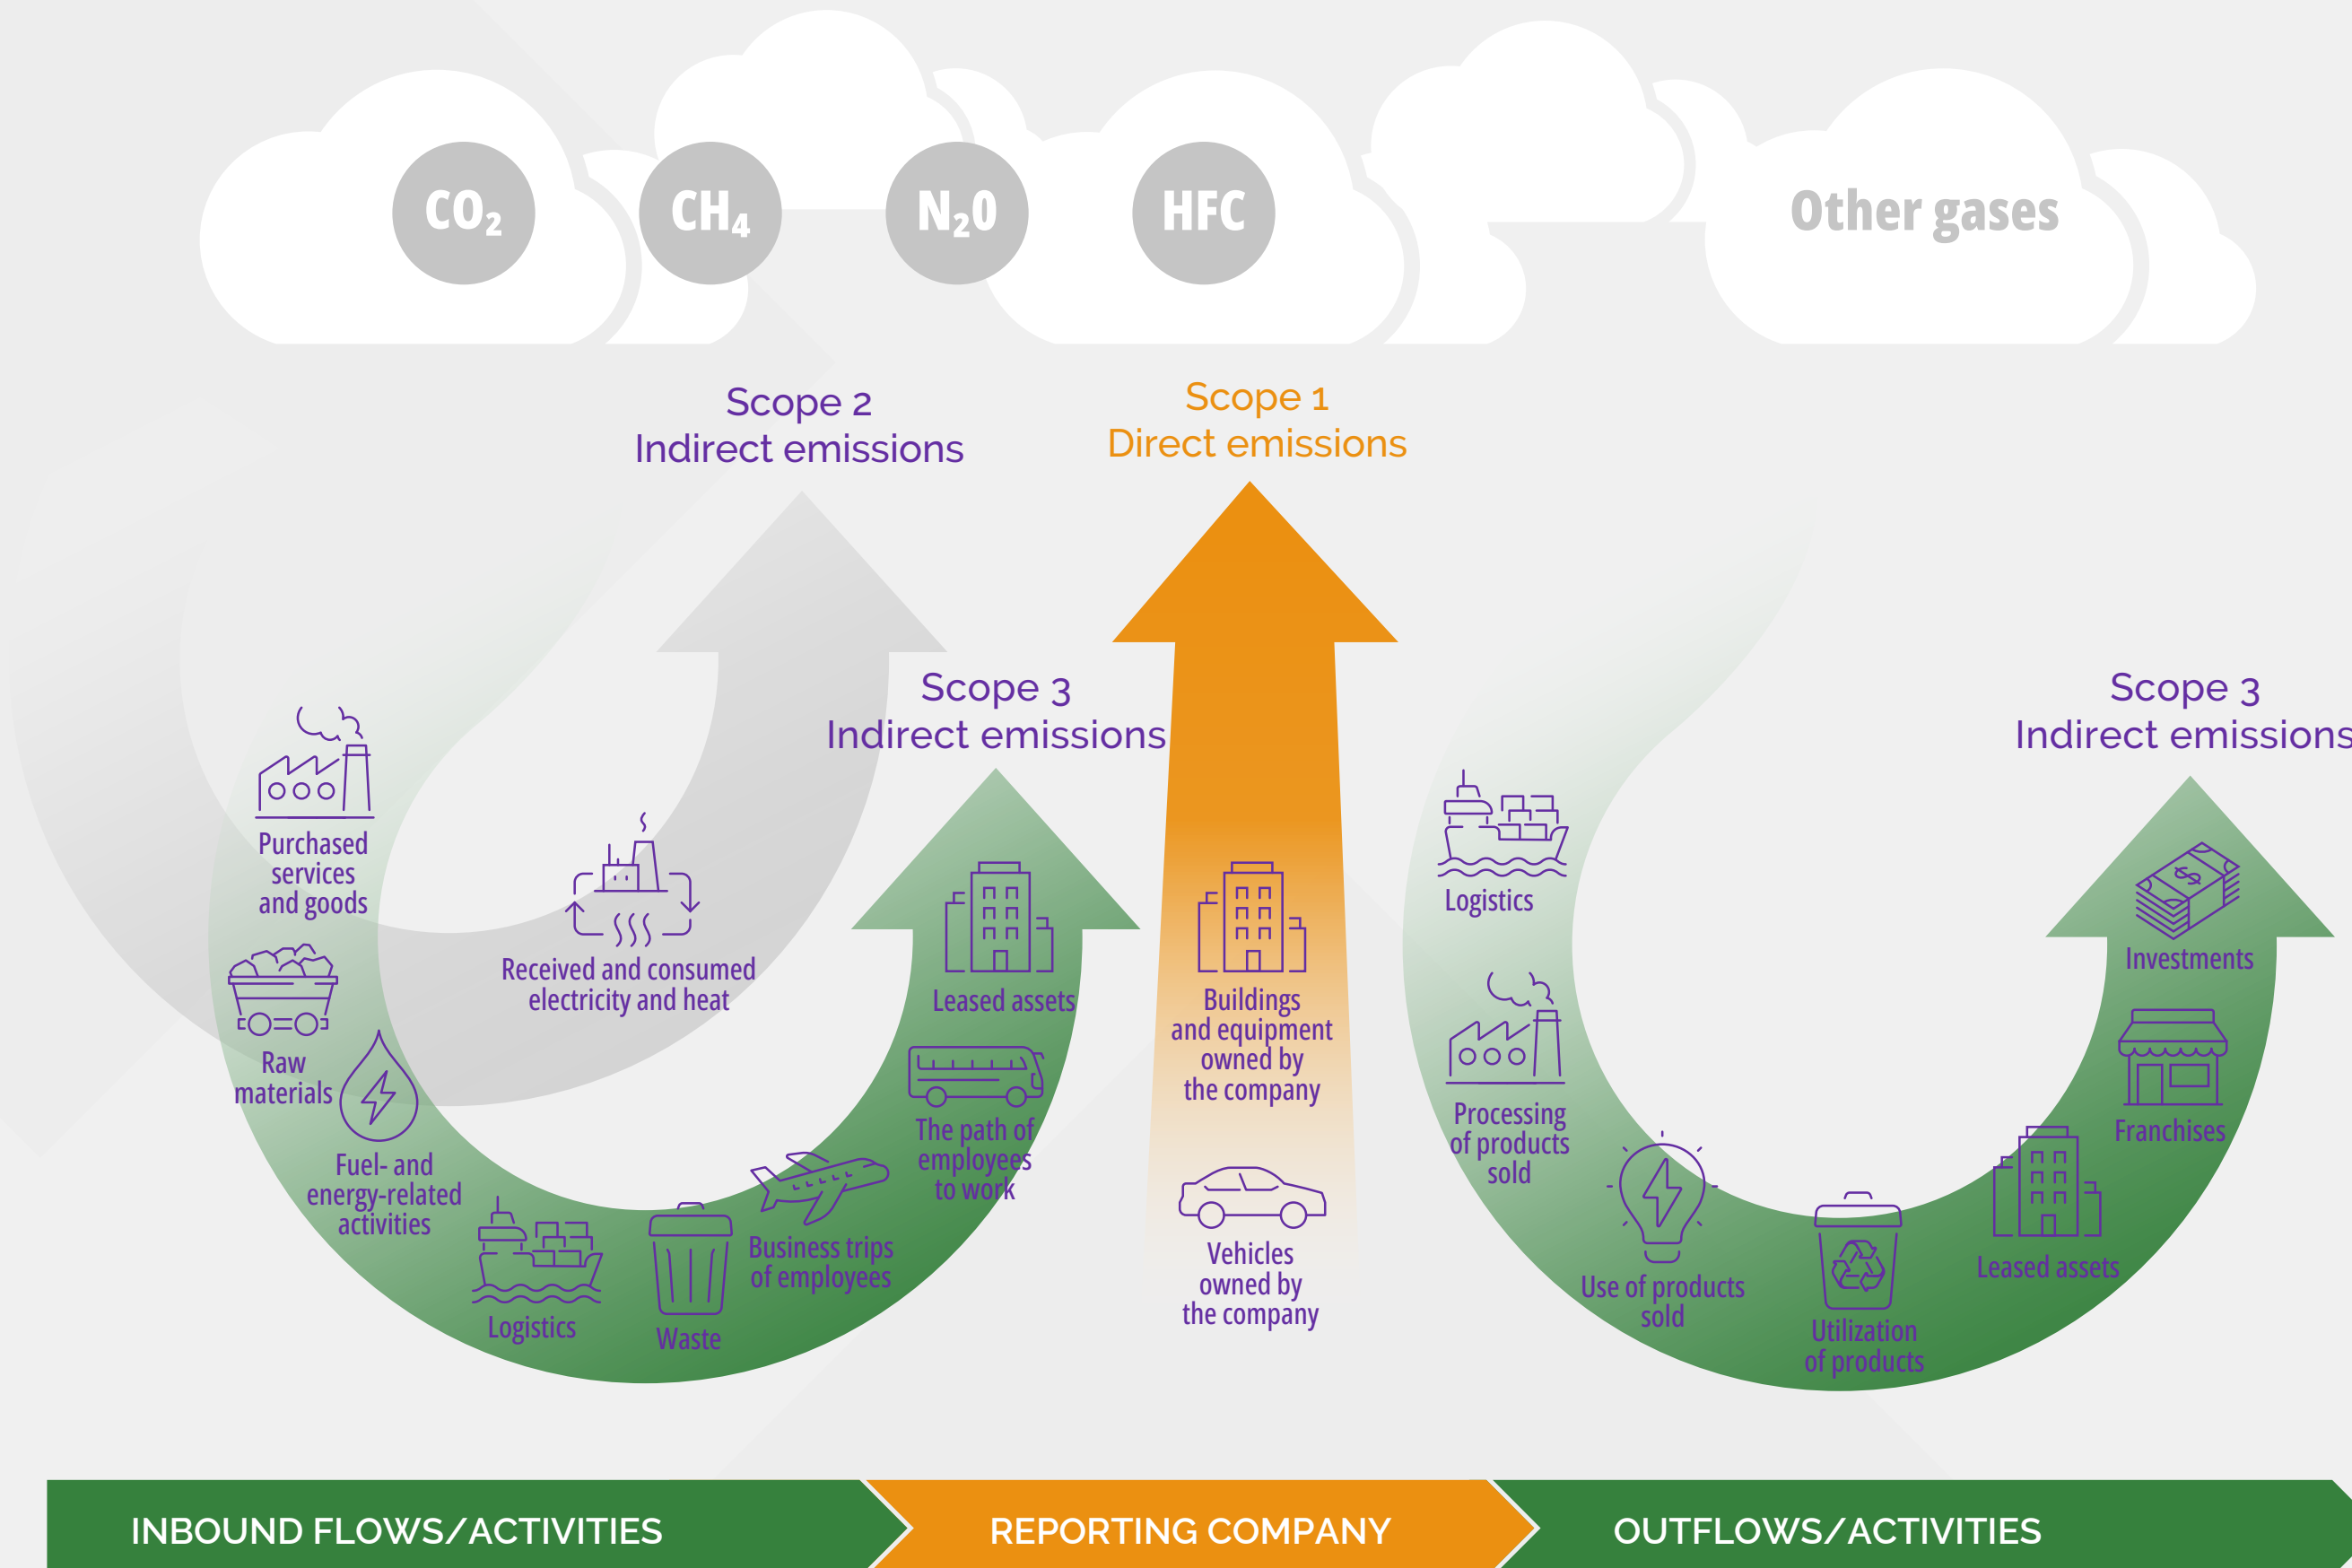 CO₂
CH₄
N₂0
HFC
Other gases
Scope 2
Indirect emissions
Scope 1
Direct emissions
Scope 3
Indirect emissions
Scope 3
Indirect emissions
Purchased
services
and goods
Raw
materials
Fuel- and
energy-related
activities
Logistics
Waste
Business trips
of employees
The path of
employees
to work
Leased assets
Received and consumed
electricity and heat
Buildings
and equipment
owned by
the company
Vehicles
owned by
the company
Logistics
Processing
of products
sold
Use of products
sold
Utilization
of products
Leased assets
Franchises
Investments
INBOUND FLOWS/ACTIVITIES
REPORTING COMPANY
OUTFLOWS/ACTIVITIES